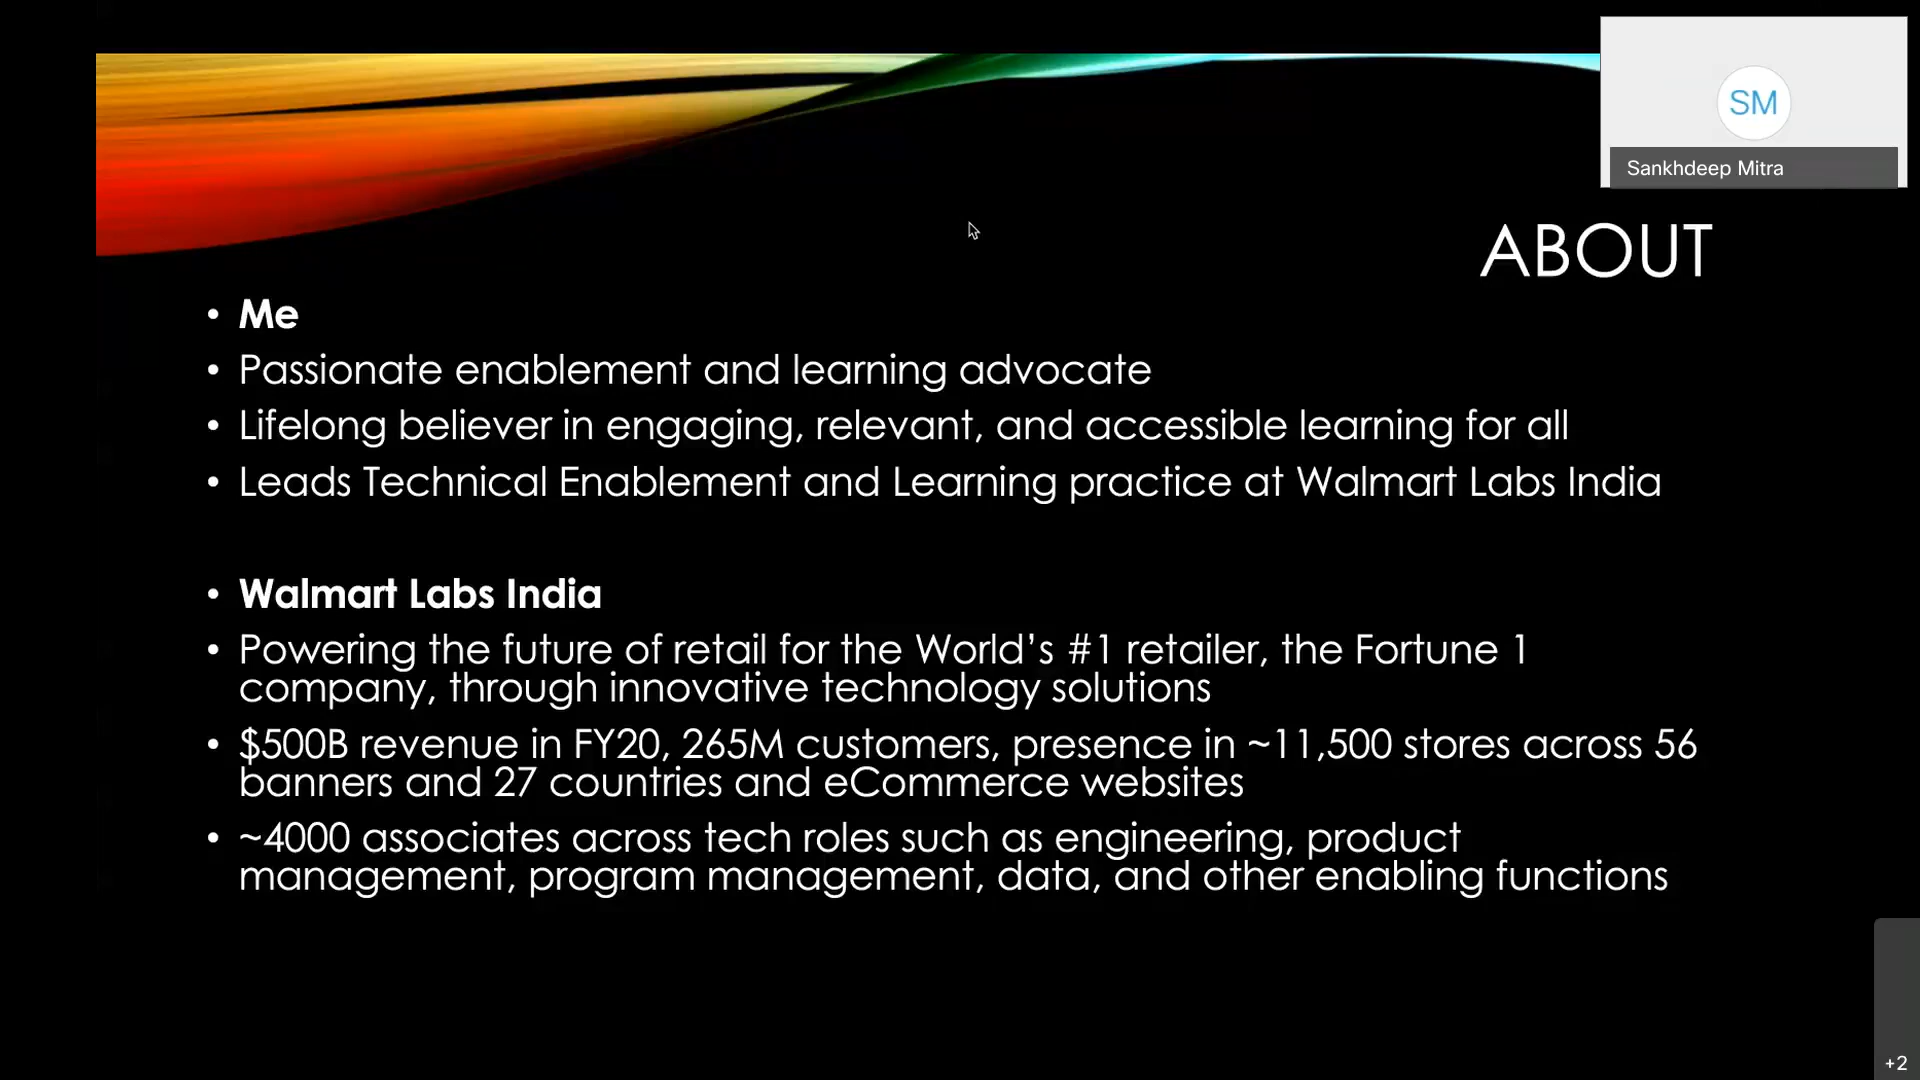 SM
Sankhdeep Mitra
ABOUT
• Me
• Passionate enablement and learning advocate
• Lifelong believer in engaging, relevant, and accessible learning for all
• Leads Technical Enablement and Learning practice at Walmart Labs India
• Walmart Labs India
• Powering the future of retail for the World’s #1 retailer, the Fortune 1
company, through innovative technology solutions
• $500B revenue in FY20, 265M customers, presence in ~11,500 stores across 56
banners and 27 countries and eCommerce websites
• ~4000 associates across tech roles such as engineering, product
management, program management, data, and other enabling functions
+2